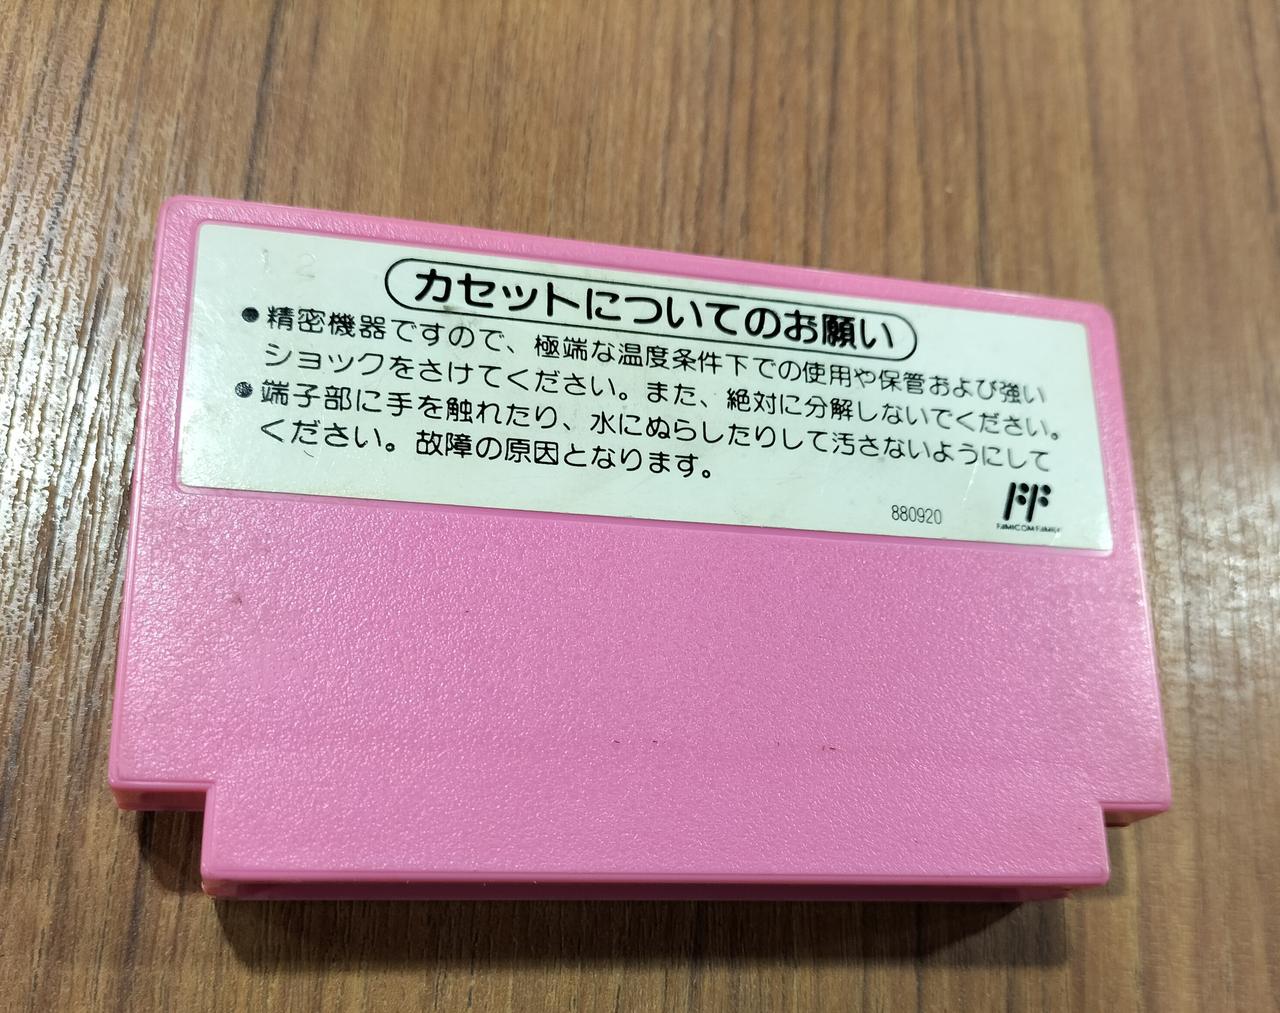 12
カセットについてのお願い
●精密機器ですので、極端な温度条件下での使用や保管および強い
ショックをさけてください。また、絶対に分解しないでください。
●端子部に手を触れたり、水にぬらしたりして汚さないようにして
ください。故障の原因となります。
880920
FF
FAMICOM FAMILY